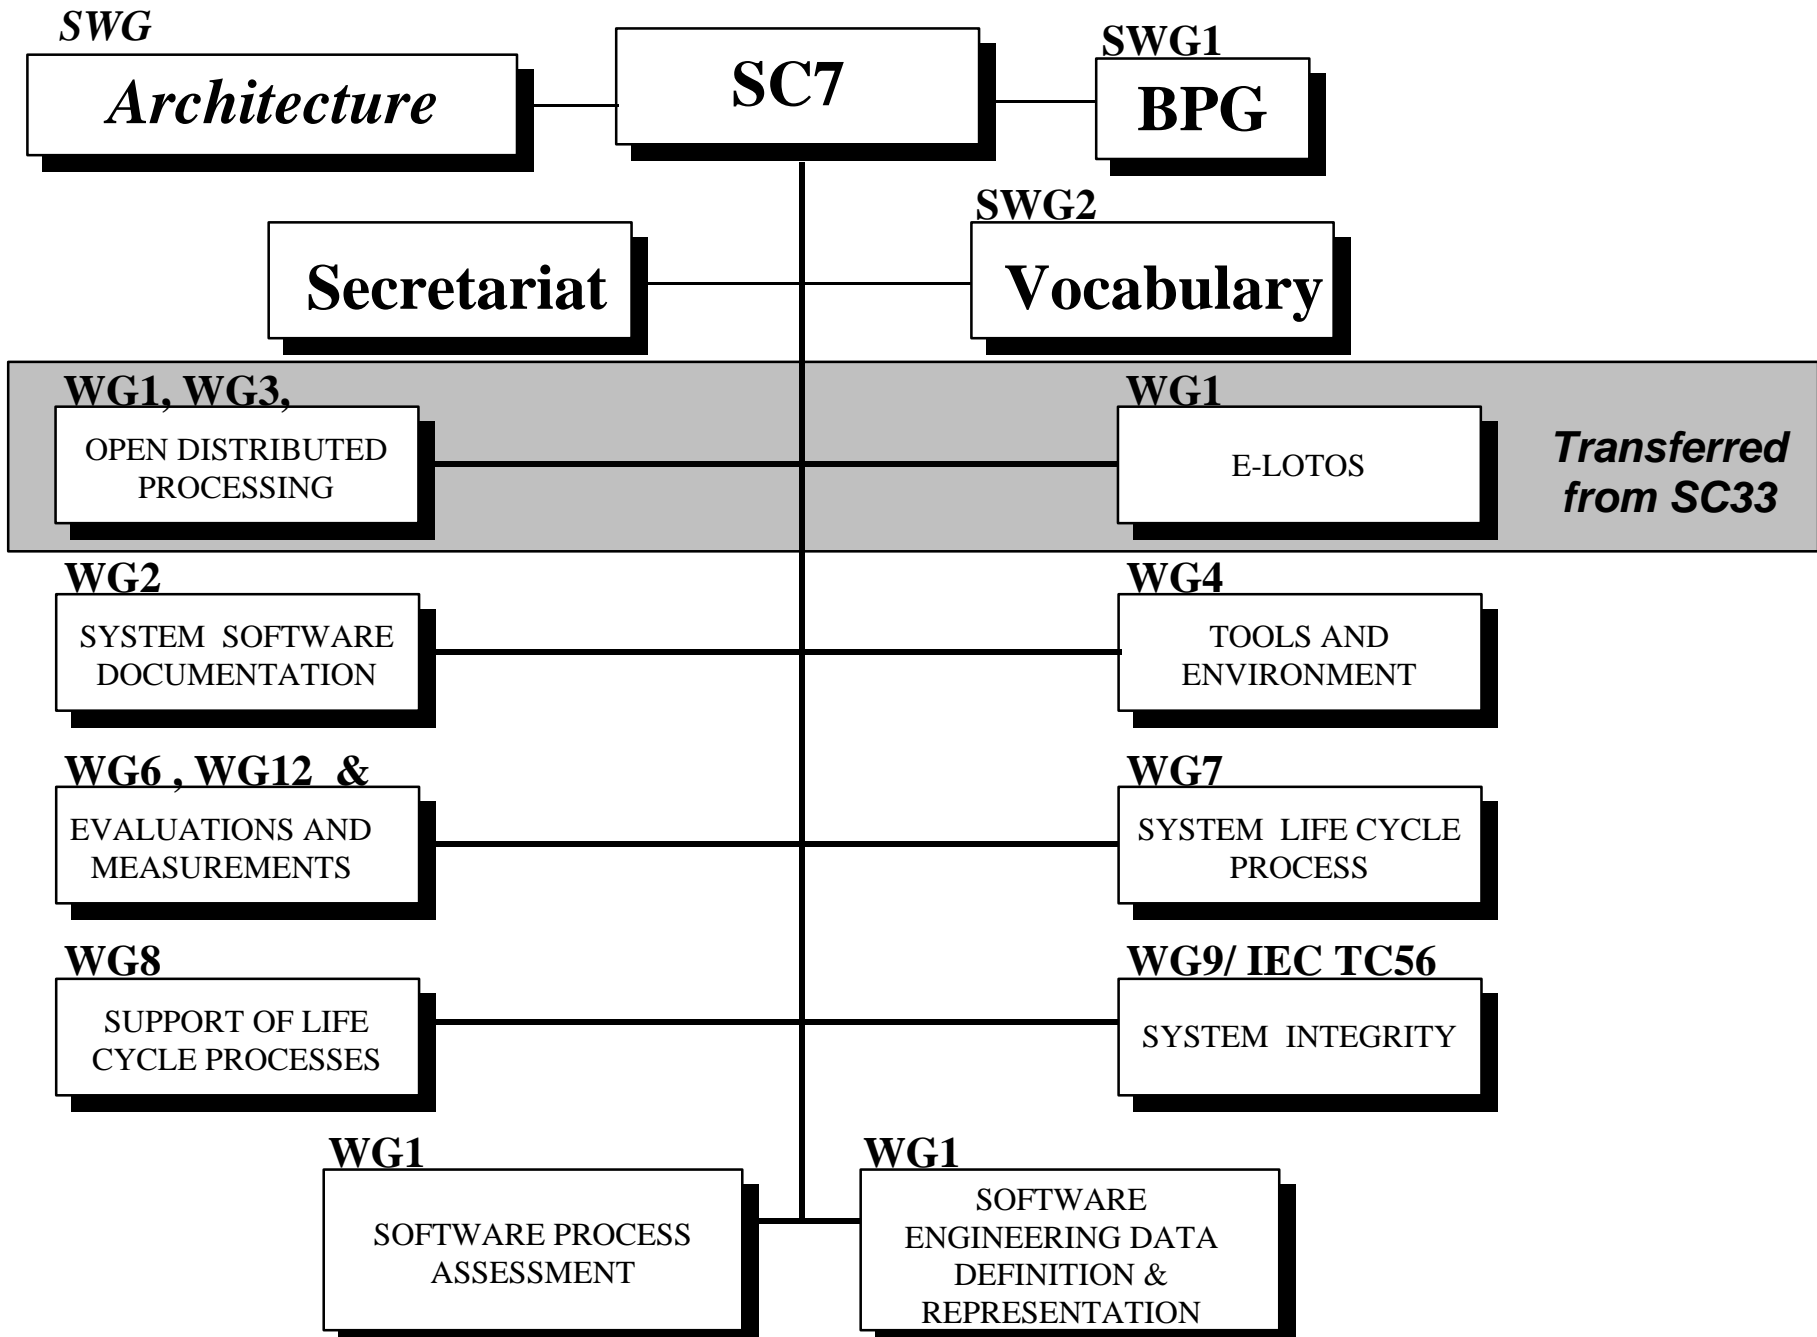 SWG
Architecture
SC7
SWG1
BPG
Secretariat
SWG2
Vocabulary
WG1, WG3,
OPEN DISTRIBUTED
PROCESSING
WG1
E-LOTOS
Transferred
from SC33
WG2
SYSTEM SOFTWARE
DOCUMENTATION
WG4
TOOLS AND
ENVIRONMENT
WG6 , WG12 &
EVALUATIONS AND
MEASUREMENTS
WG7
SYSTEM LIFE CYCLE
PROCESS
WG8
SUPPORT OF LIFE
CYCLE PROCESSES
WG9/ IEC TC56
SYSTEM INTEGRITY
WG1
SOFTWARE PROCESS
ASSESSMENT
WG1
SOFTWARE
ENGINEERING DATA
DEFINITION &
REPRESENTATION